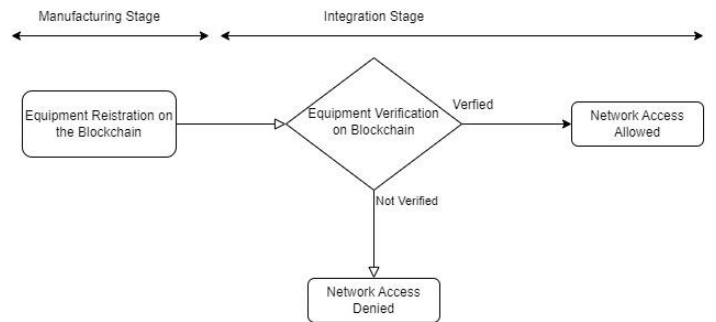 Manufacturing Stage
Integration Stage
Equipment Reistration on
the Blockchain
Equipment Verification
on Blockchain
Verfied
Network Access
Allowed
Not Verified
Network Access
Denied